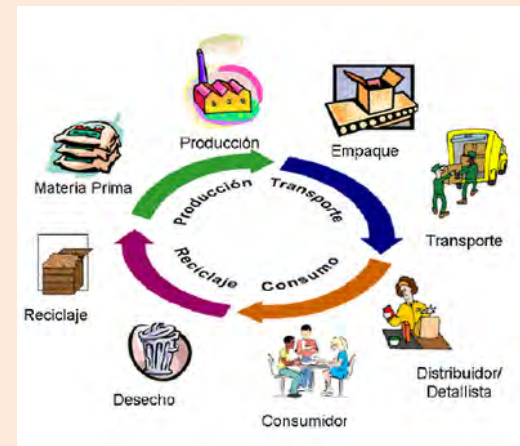 Producción
Empaque
Materia Prima
Transporte
Reciclaje
Distribuidor/
Detallista
Desecho
Consumidor
Producción
Transporte
Reciclaje
Consumo